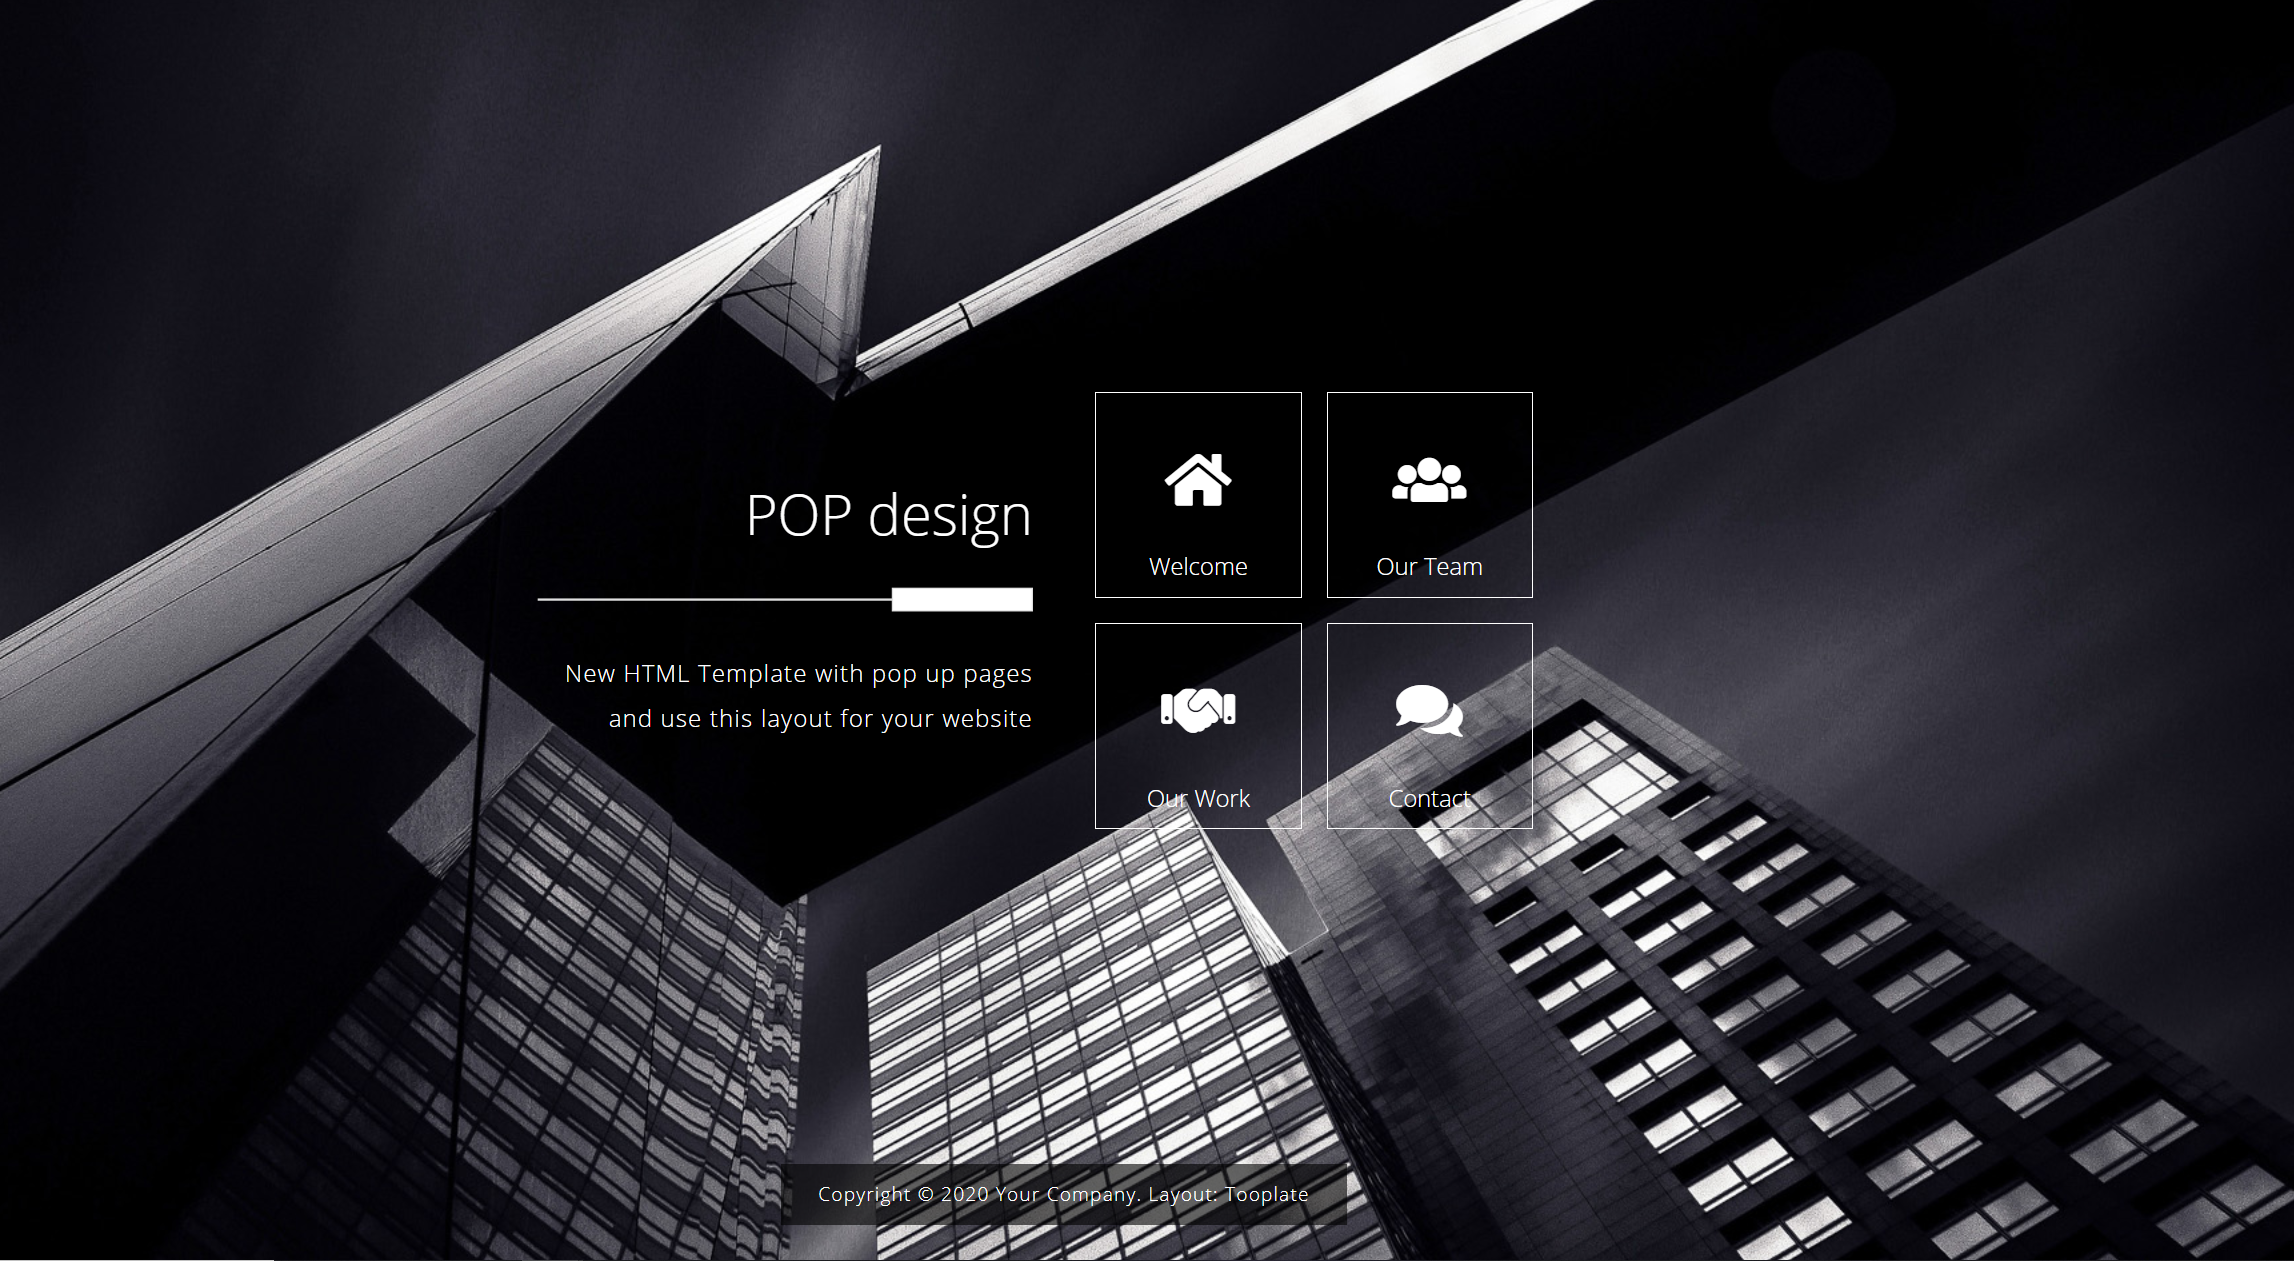 POP design
New HTML Template with pop up pages
and use this layout for your website
Welcome
Our Team
Our Work
Contact
Copyright © 2020 Your Company. Layout: Tooplate